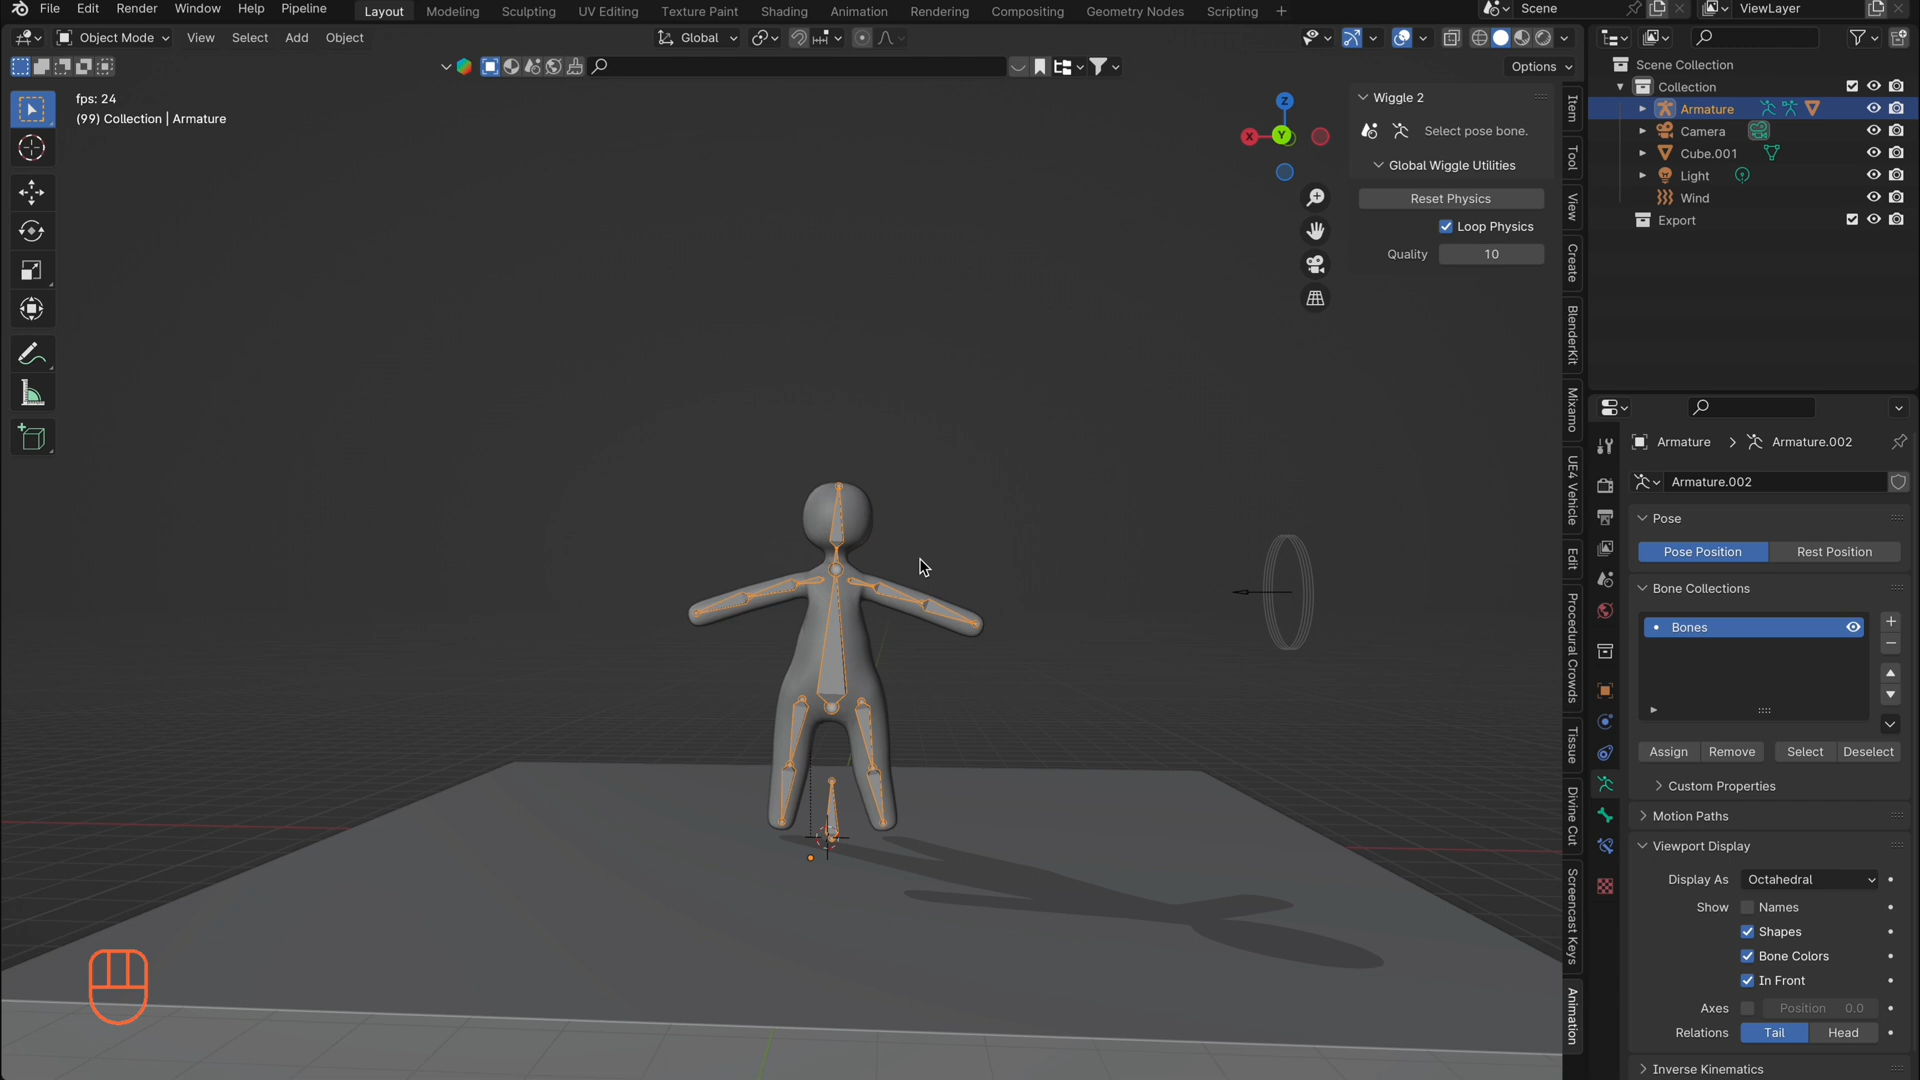 File Edit Render Window Help Pipeline Layout Modeling Sculpting UV Editing Texture Paint Shading Animation Rendering Compositing Geometry Nodes Scripting + Scene ViewLayer
Object Mode View Select Add Object Global
Options
fps: 24
(99) Collection | Armature
Z
X
Y
Wiggle 2
Select pose bone.
Global Wiggle Utilities
Reset Physics
Loop Physics
Quality 10
Item
Tool
View
Create
BlenderKit
Mixamo
UE4 Vehicle
Edit
Procedural Crowds
Tissue
Divine Cut
Screencast Keys
Animation
Scene Collection
Collection
Armature
Camera
Cube.001
Light
Wind
Export
Armature > Armature.002
Armature.002
Pose
Pose Position Rest Position
Bone Collections
Bones
Assign Remove Select Deselect
Custom Properties
Motion Paths
Viewport Display
Display As Octahedral
Show Names
Shapes
Bone Colors
In Front
Axes Position 0.0
Relations Tail Head
Inverse Kinematics